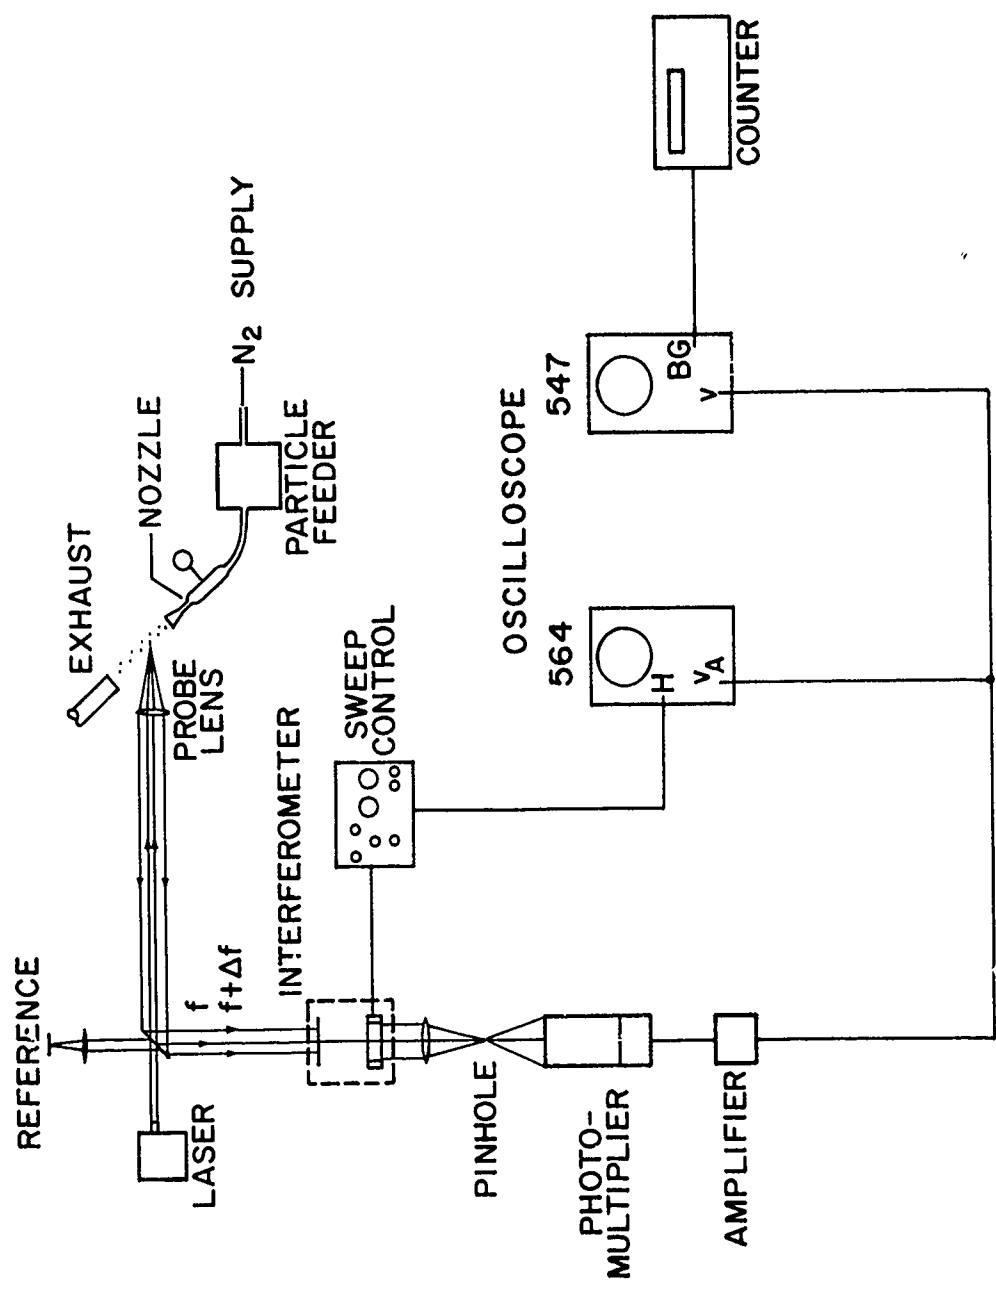 REFERENCE
LASER
EXHAUST
NOZZLE
N2 SUPPLY
PROBE
LENS
PARTICLE
FEEDER
f
f+Δf
INTERFEROMETER
SWEEP
CONTROL
PINHOLE
PHOTO-
MULTIPLIER
AMPLIFIER
OSCILLOSCOPE
564
H
VA
547
BG
V
COUNTER